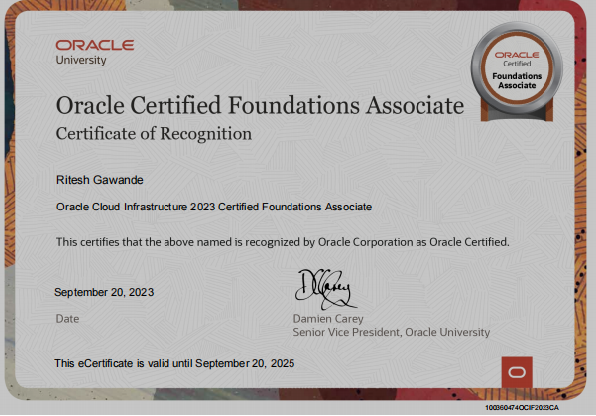 ORACLE
University
ORACLE
Certified
Foundations
Associate
Oracle Certified Foundations Associate
Certificate of Recognition
Ritesh Gawande
Oracle Cloud Infrastructure 2023 Certified Foundations Associate
This certifies that the above named is recognized by Oracle Corporation as Oracle Certified.
September 20, 2023
Date
Damien Carey
Senior Vice President, Oracle University
This eCertificate is valid until September 20, 2025
100360474OCIF2023CA